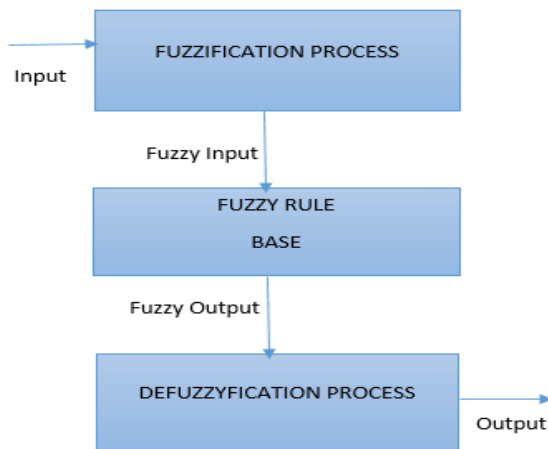 FUZZIFICATION PROCESS
Input
Fuzzy Input
FUZZY RULE
BASE
Fuzzy Output
DEFUZZYFICATION PROCESS
Output